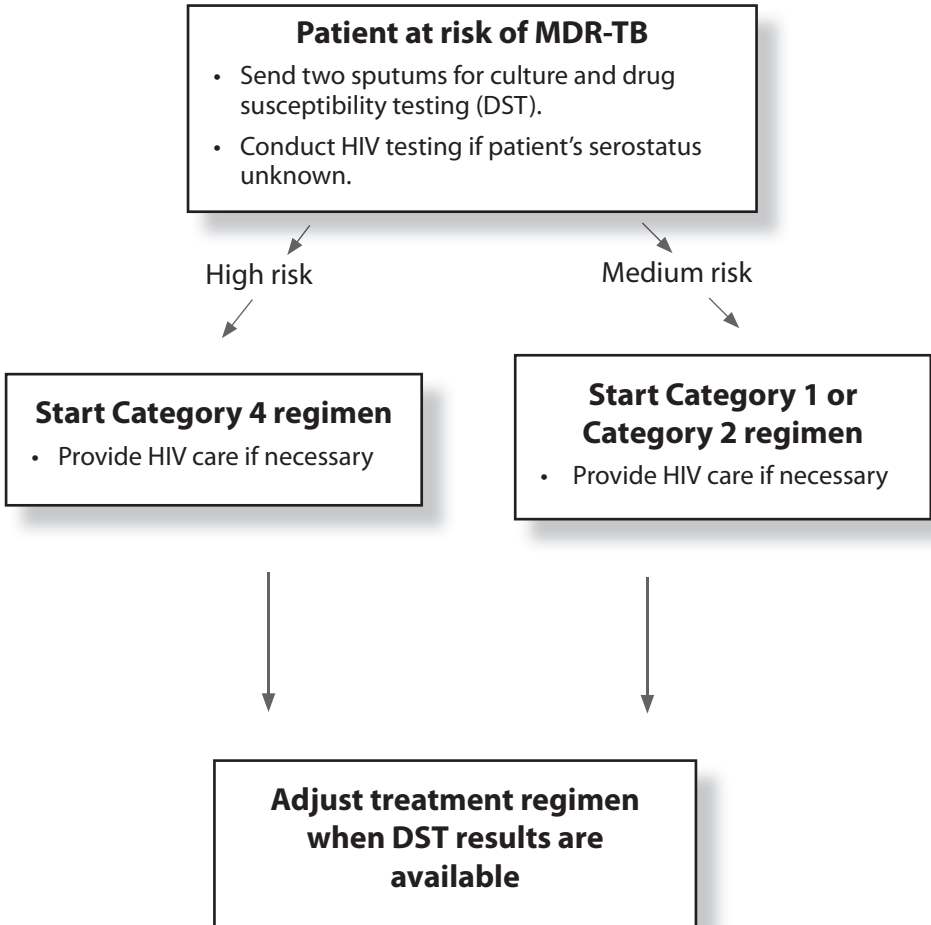 Patient at risk of MDR-TB
• Send two sputums for culture and drug
susceptibility testing (DST).
• Conduct HIV testing if patient's serostatus
unknown.
High risk
Medium risk
Start Category 4 regimen
• Provide HIV care if necessary
Start Category 1 or
Category 2 regimen
• Provide HIV care if necessary
Adjust treatment regimen
when DST results are
available